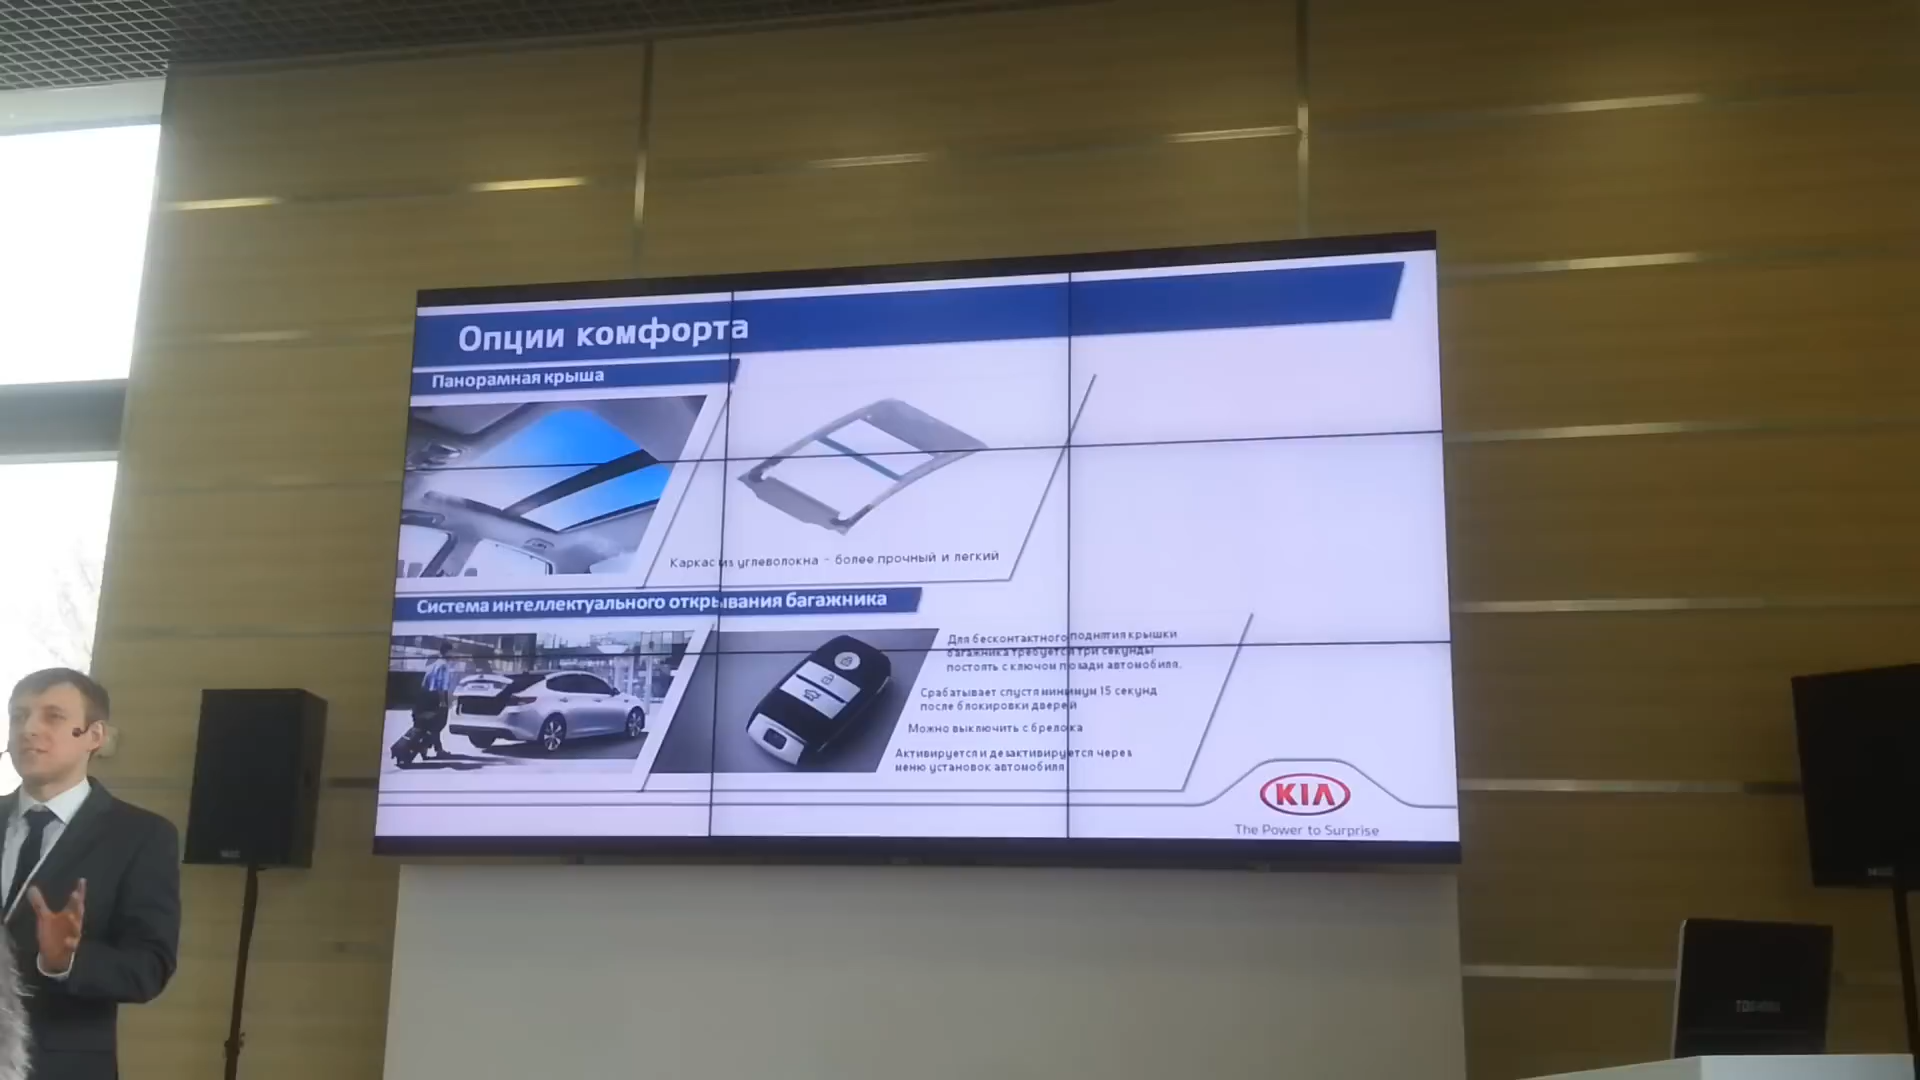 Опции комфорта
Панорамная крыша
Каркас из углеволокна - более прочный и легкий
Система интеллектуального открывания багажника
Для бесконтактного поднятия крышки
багажника требуется три секунды
постоять с ключом позади автомобиля.
Срабатывает спустя минимум 15 секунд
после блокировки дверей
Можно выключить с брелока
Активируется и дезактивируется через
меню установок автомобиля
KIA
The Power to Surprise
TOSHIBA